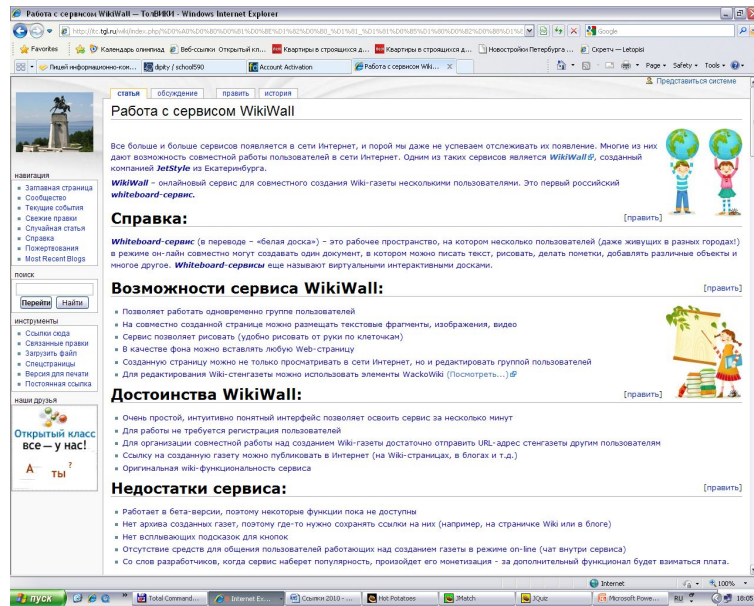 Работа с сервисом WikiWall — ТолВИКИ - Windows Internet Explorer
Google
Favorites
Календарь олимпиад
Веб-ссылки Открытый кл...
Квартиры в строящихся д...
Квартиры в строящихся д...
Новостройки Петербурга ...
Скретч — Letopisi
Пишей информационно-ком...
dipity / school590
Account Activation
Работа с сервисом Wiki...
Page
Safety
Tools
Представиться системе
статья
обсуждение
править
история
Работа с сервисом WikiWall
Все больше и больше сервисов появляется в сети Интернет, и порой мы даже не успеваем отслеживать их появление. Многие из них
дают возможность совместной работы пользователей в сети Интернет. Одним из таких сервисов является WikiWall, созданный
компанией JetStyle из Екатеринбурга.
WikiWall – онлайновый сервис для совместного создания Wiki-газеты несколькими пользователями. Это первый российский
whiteboard-сервис.
Справка:
[править]
Whiteboard-сервис (в переводе – «белая доска») – это рабочее пространство, на котором несколько пользователей (даже живущих в разных городах!)
в режиме он-лайн совместно могут создавать один документ, в котором можно писать текст, рисовать, делать пометки, добавлять различные объекты и
многое другое. Whiteboard-сервисы еще называют виртуальными интерактивными досками.
Возможности сервиса WikiWall:
[править]
Позволяет работать одновременно группе пользователей
На совместно созданной странице можно размещать текстовые фрагменты, изображения, видео
Сервис позволяет рисовать (удобно рисовать от руки по клеточкам)
В качестве фона можно вставлять любую Web-страницу
Созданную страницу можно не только просматривать в сети Интернет, но и редактировать группой пользователей
Для редактирования Wiki-стенгазеты можно использовать элементы WackoWiki (Посмотреть...)
Достоинства WikiWall:
[править]
Очень простой, интуитивно понятный интерфейс позволяет освоить сервис за несколько минут
Для работы не требуется регистрация пользователей
Для организации совместной работы над созданием Wiki-газеты достаточно отправить URL-адрес стенгазеты другим пользователям
Ссылку на созданную газету можно публиковать в Интернет (на Wiki-страницах, в блогах и т.д.)
Оригинальная wiki-функциональность сервиса
Недостатки сервиса:
[править]
Работает в бета-версии, поэтому некоторые функции пока не доступны
Нет архива созданных газет, поэтому где-то нужно сохранять ссылки на них (например, на страничке Wiki или в блоге)
Нет всплывающих подсказок для кнопок
Отсутствие средств для общения пользователей работающих над созданием газеты в режиме on-line (чат внутри сервиса)
Со слов разработчиков, когда сервис наберет популярность, произойдет его монетизация - за дополнительный функционал будет взиматься плата.
навигация
Заглавная страница
Сообщество
Текущие события
Свежие правки
Случайная статья
Справка
Пожертвования
Most Recent Blogs
поиск
Перейти
Найти
инструменты
Ссылки сюда
Связанные правки
Загрузить файл
Спецстраницы
Версия для печати
Постоянная ссылка
наши друзья
Открытый класс
все — у нас!
А ты?
Internet
100%
пуск
Total Command...
Internet Ex...
Ссылки 2010 - ...
Hot Potatoes
JMatch
JQuiz
Microsoft Powe...
RU
18:05